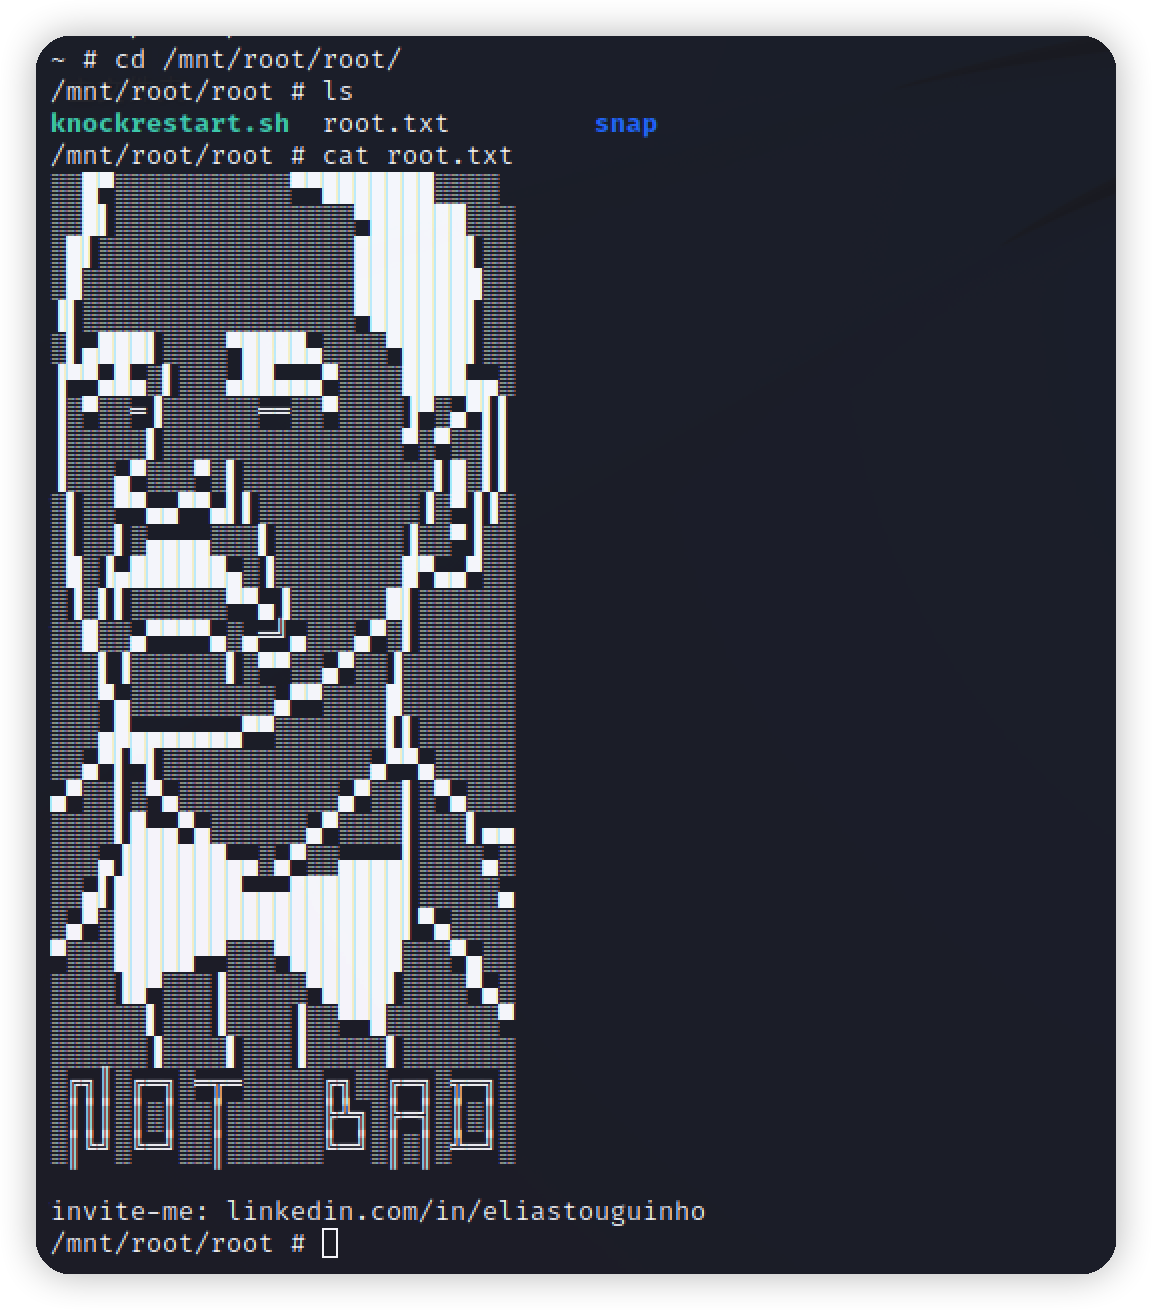 ~ # cd /mnt/root/root/
/mnt/root/root # ls
knockrestart.sh root.txt snap
/mnt/root/root # cat root.txt
NOT BAD
invite-me: linkedin.com/in/eliastouguinho
/mnt/root/root #